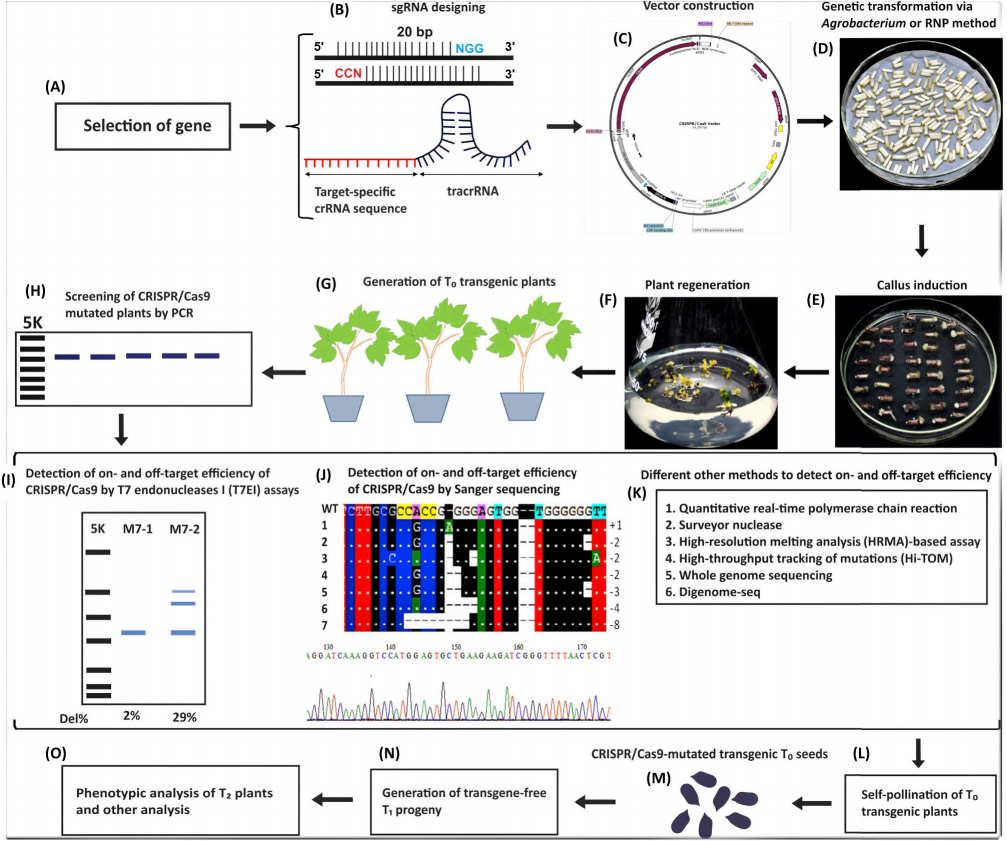 (A)
Selection of gene
(B)
sgRNA designing
20 bp
5' NGG 3'
5' CCN 3'
Target-specific
crRNA sequence
tracrRNA
Vector construction
(C)
CRISPR/Cas9 Vector
Genetic transformation via
Agrobacterium or RNP method
(D)
Callus induction
(E)
Plant regeneration
(F)
(G)
Generation of T₀ transgenic plants
(H)
Screening of CRISPR/Cas9
mutated plants by PCR
5K
(I)
Detection of on- and off-target efficiency of
CRISPR/Cas9 by T7 endonucleases I (T7EI) assays
5K M7-1 M7-2
Del% 2% 29%
(J)
Detection of on- and off-target efficiency
of CRISPR/Cas9 by Sanger sequencing
WT
1 G A +1
2 G -2
3 C A -2
4 G -2
5 G -3
6 -4
7 -8
130 140 150 160 170
AGGATCAAAGGTCCATGGAGTGCTGAAGAAGATCGGGTTTTAACTCGT
Different other methods to detect on- and off-target efficiency
(K)
1. Quantitative real-time polymerase chain reaction
2. Surveyor nuclease
3. High-resolution melting analysis (HRMA)-based assay
4. High-throughput tracking of mutations (Hi-TOM)
5. Whole genome sequencing
6. Digenome-seq
(L)
Self-pollination of T₀
transgenic plants
CRISPR/Cas9-mutated transgenic T₀ seeds
(M)
(N)
Generation of transgene-free
T₁ progeny
(O)
Phenotypic analysis of T₂ plants
and other analysis